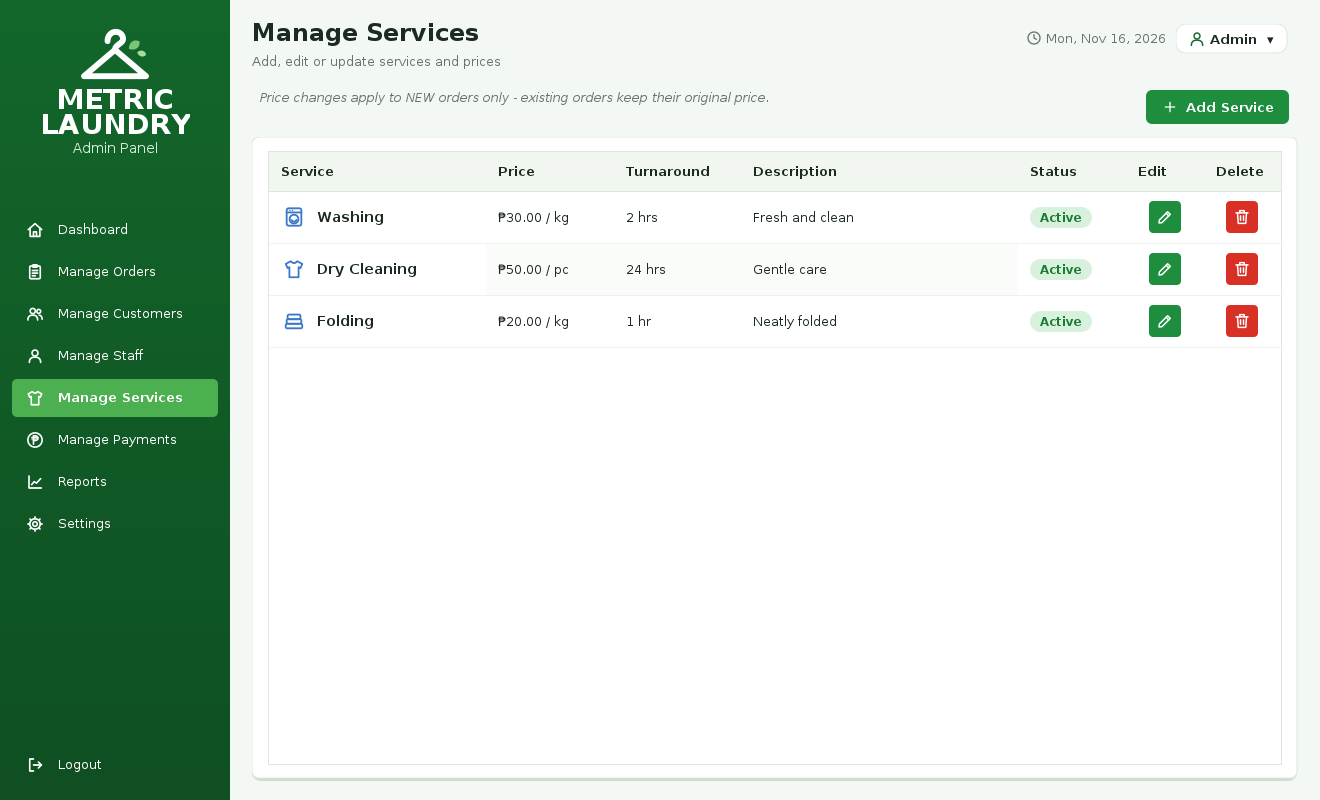 METRIC
LAUNDRY
Admin Panel
Dashboard
Manage Orders
Manage Customers
Manage Staff
Manage Services
Manage Payments
Reports
Settings
Logout
Manage Services
Add, edit or update services and prices
Mon, Nov 16, 2026
Admin ▾
Price changes apply to NEW orders only - existing orders keep their original price.
+ Add Service
Service Price Turnaround Description Status Edit Delete
Washing ₱30.00 / kg 2 hrs Fresh and clean Active
Dry Cleaning ₱50.00 / pc 24 hrs Gentle care Active
Folding ₱20.00 / kg 1 hr Neatly folded Active